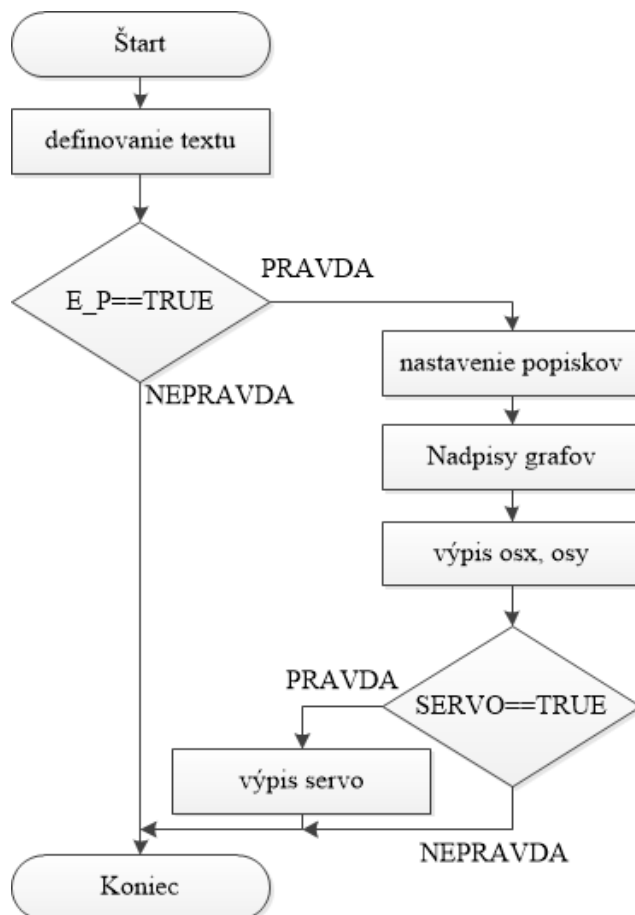 Štart
definovanie textu
E_P==TRUE
PRAVDA
NEPRAVDA
nastavenie popiskov
Nadpisy grafov
výpis osx, osy
SERVO==TRUE
PRAVDA
výpis servo
NEPRAVDA
Koniec